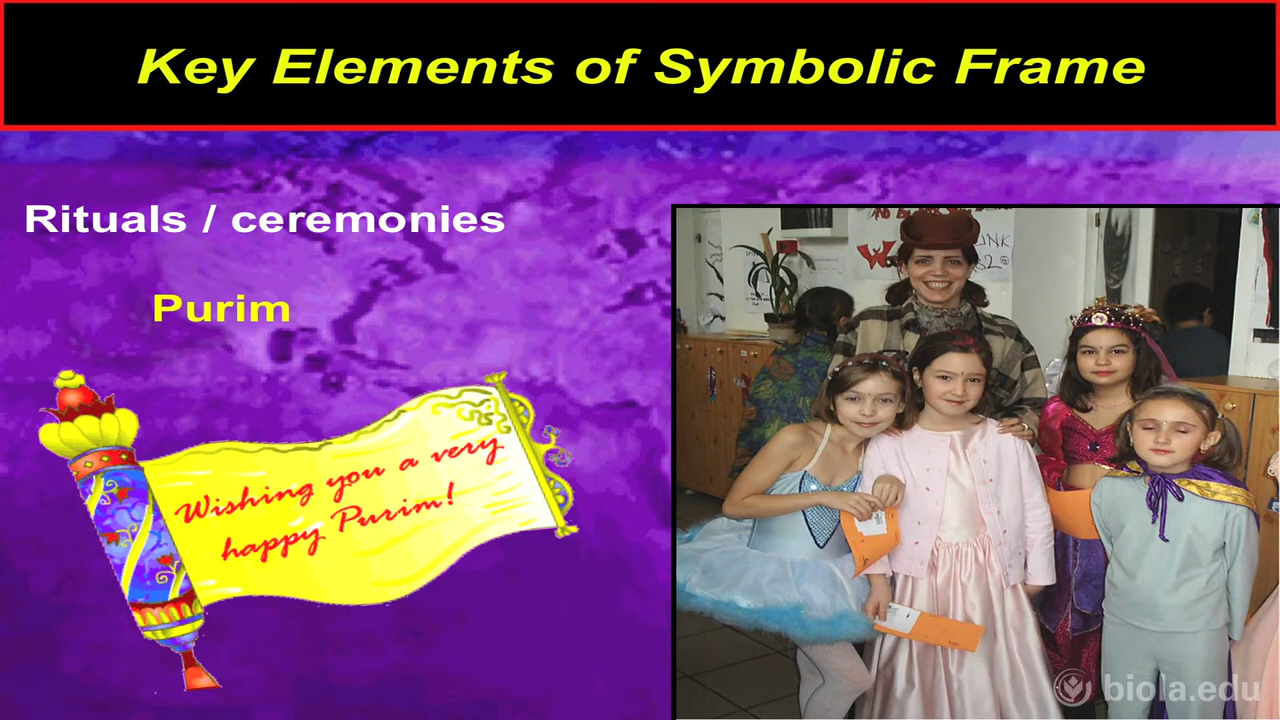 Key Elements of Symbolic Frame
Rituals / ceremonies
Purim
Wishing you a very
happy Purim!
biola.edu